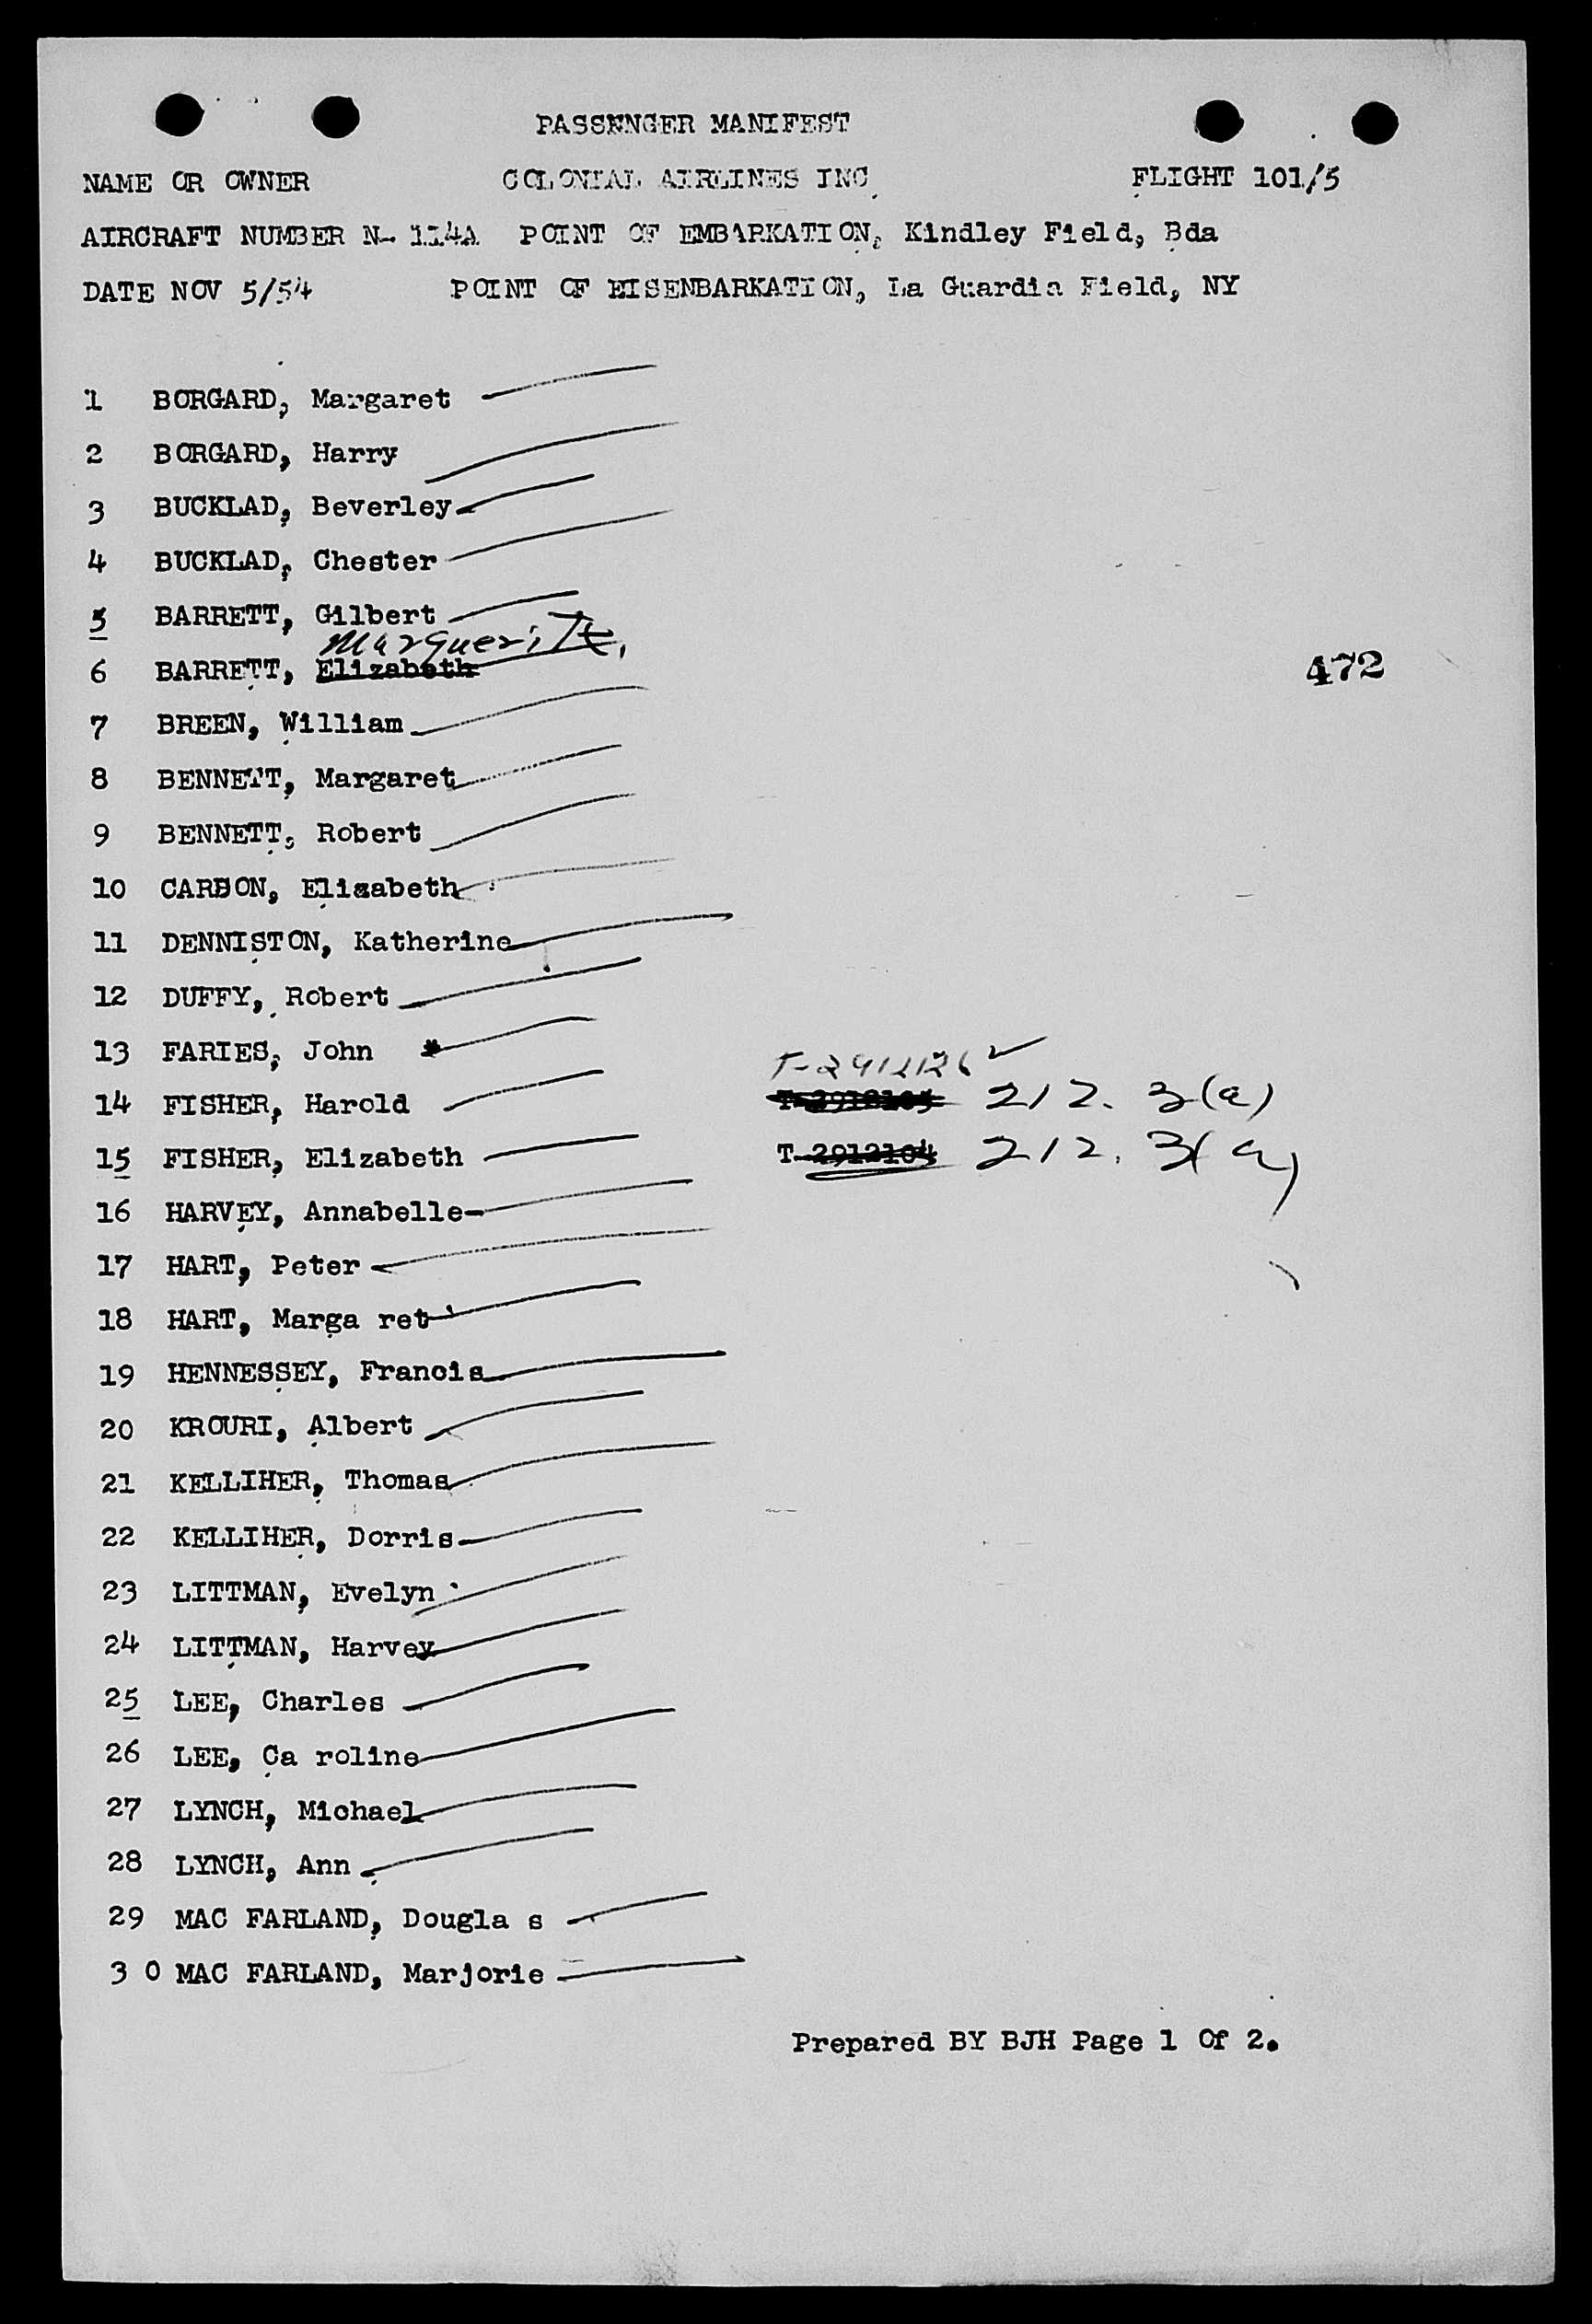 PASSENGER MANIFEST
NAME OR OWNER COLONIAL AIRLINES INC. FLIGHT 101/5
AIRCRAFT NUMBER N- 114A POINT OF EMBARKATION, Kindley Field, Bda
DATE NOV 5/54 POINT OF EISENBARKATION, La Guardia Field, NY
1 BORGARD, Margaret
2 BORGARD, Harry
3 BUCKLAD, Beverley
4 BUCKLAD, Chester
5 BARRETT, Gilbert
Marguerite.
6 BARRETT, Elizabeth 472
7 BREEN, William
8 BENNETT, Margaret
9 BENNETT, Robert
10 CARSON, Elizabeth
11 DENNISTON, Katherine
12 DUFFY, Robert
13 FARIES, John *
14 FISHER, Harold 212. 3(a)
15 FISHER, Elizabeth T-2912104 212. 3(a)
16 HARVEY, Annabelle-
17 HART, Peter
18 HART, Marga ret
19 HENNESSEY, Francis
20 KROURI, Albert
21 KELLIHER, Thomas
22 KELLIHER, Dorris
23 LITTMAN, Evelyn
24 LITTMAN, Harvey
25 LEE, Charles
26 LEE, Ca roline
27 LYNCH, Michael
28 LYNCH, Ann
29 MAC FARLAND, Dougla s
3 0 MAC FARLAND, Marjorie
Prepared BY BJH Page 1 Of 2.